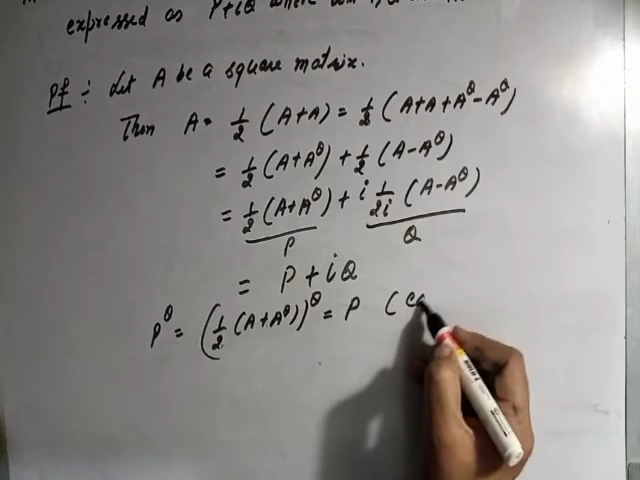 expressed as P+iQ where
Pf :- Let A be a square matrix.
Then A = 1/2 (A+A) = 1/2 (A+A+A^θ-A^θ)
= 1/2 (A+A^θ) + 1/2 (A-A^θ)
= 1/2 (A+A^θ) + i 1/2i (A-A^θ)
P Q
= P + iQ
P^θ = (1/2 (A+A^θ))^θ = P (